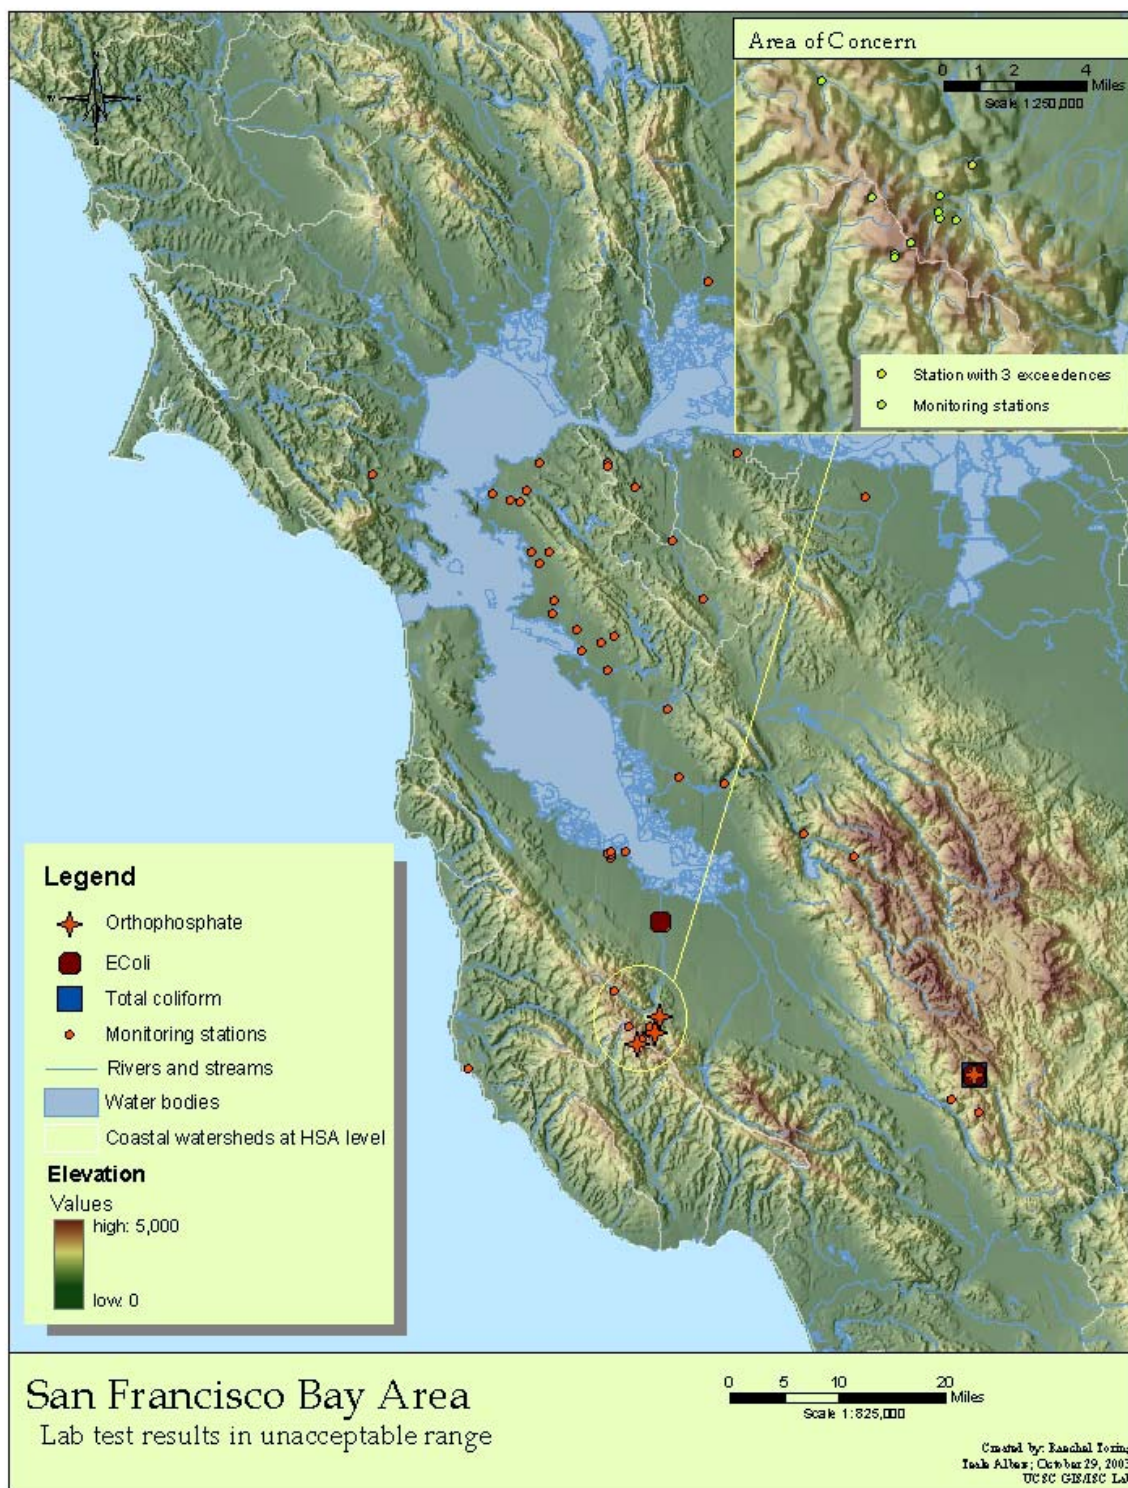 Area of Concern
0 1 2 4
Miles
Scale 1:250,000
Station with 3 exceedences
Monitoring stations
Legend
Orthophosphate
EColi
Total coliform
Monitoring stations
Rivers and streams
Water bodies
Coastal watersheds at HSA level
Elevation
Values
high: 5,000
low: 0
San Francisco Bay Area
Lab test results in unacceptable range
0 5 10 20
Miles
Scale 1:825,000
Created by:
October 29, 2003
UCSC GIS/ISC